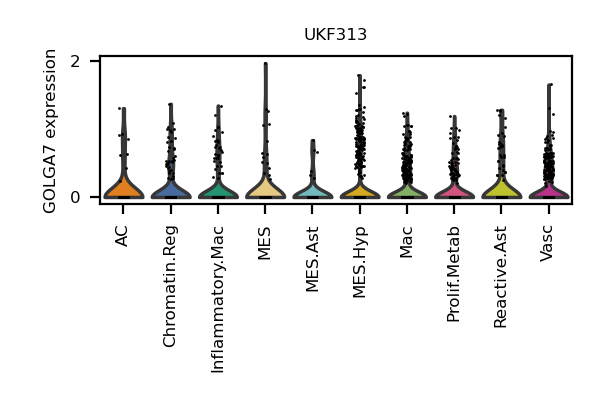 UKF313
GOLGA7 expression
2
0
AC
Chromatin.Reg
Inflammatory.Mac
MES
MES.Ast
MES.Hyp
Mac
Prolif.Metab
Reactive.Ast
Vasc